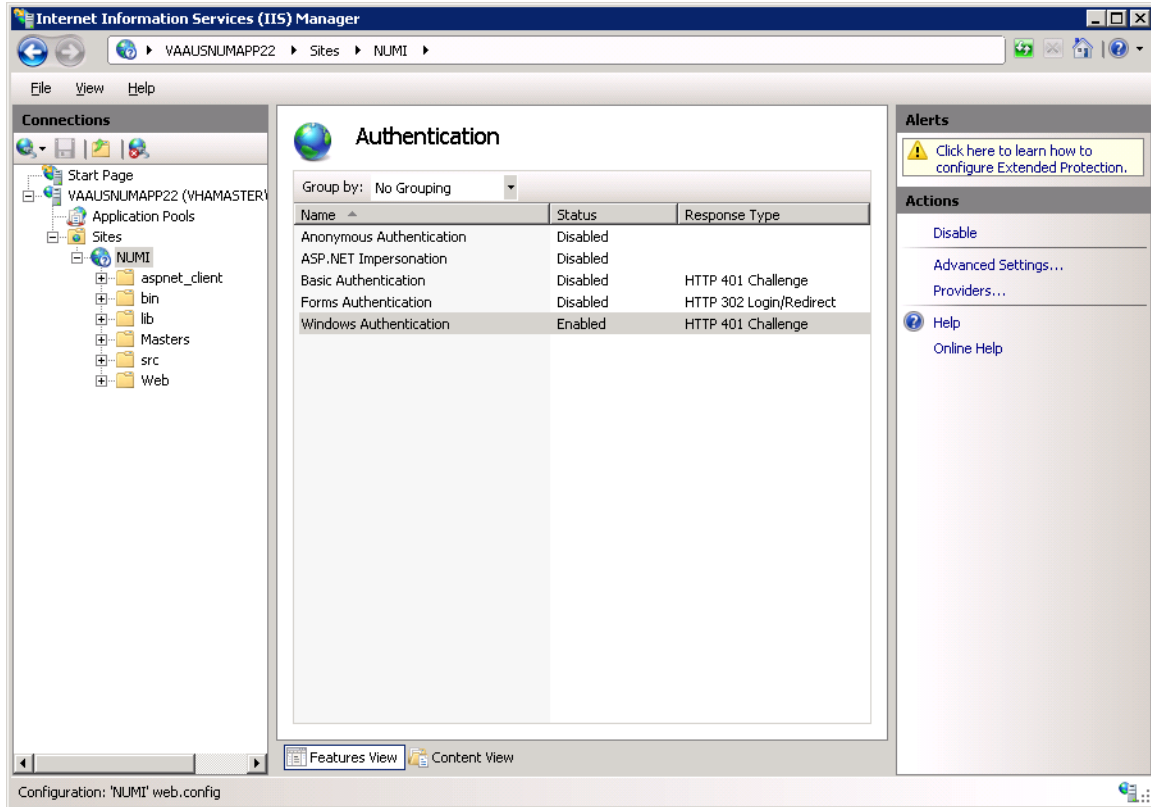 Internet Information Services (IIS) Manager
VAAUSNUMAPP22 Sites NUMI
File View Help
Connections
Start Page
VAAUSNUMAPP22 (VHAMASTER\
Application Pools
Sites
NUMI
aspnet_client
bin
lib
Masters
src
Web
Authentication
Group by: No Grouping
Name Status Response Type
Anonymous Authentication Disabled
ASP.NET Impersonation Disabled
Basic Authentication Disabled HTTP 401 Challenge
Forms Authentication Disabled HTTP 302 Login/Redirect
Windows Authentication Enabled HTTP 401 Challenge
Features View Content View
Alerts
Click here to learn how to
configure Extended Protection.
Actions
Disable
Advanced Settings...
Providers...
Help
Online Help
Configuration: 'NUMI' web.config